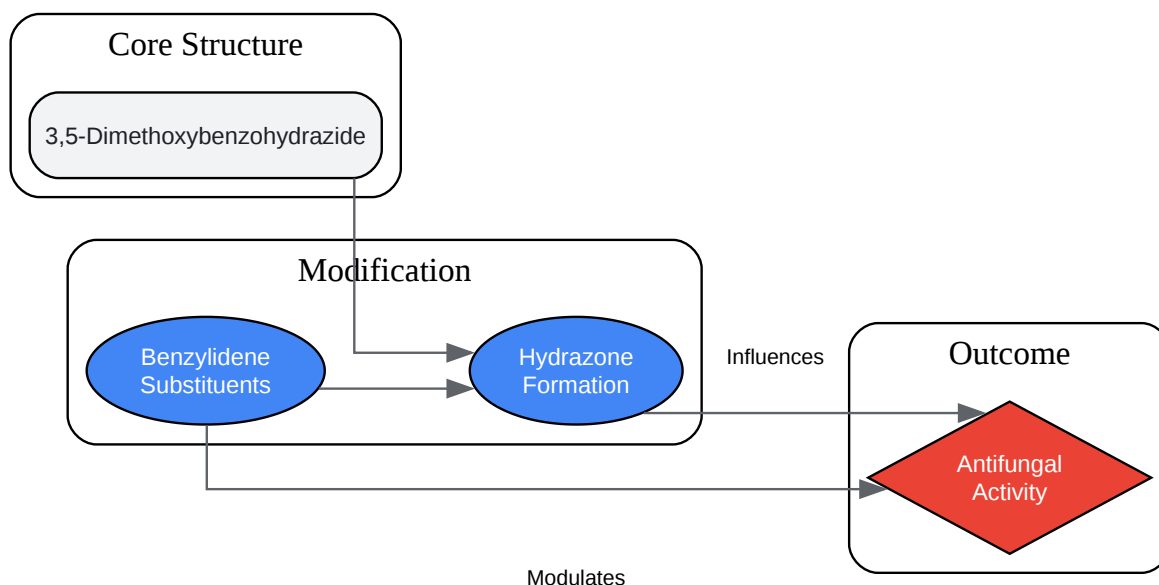 Core Structure
3,5-Dimethoxybenzohydrazide
Modification
Benzylidene
Substituents
Hydrazone
Formation
Influences
Outcome
Antifungal
Activity
Modulates